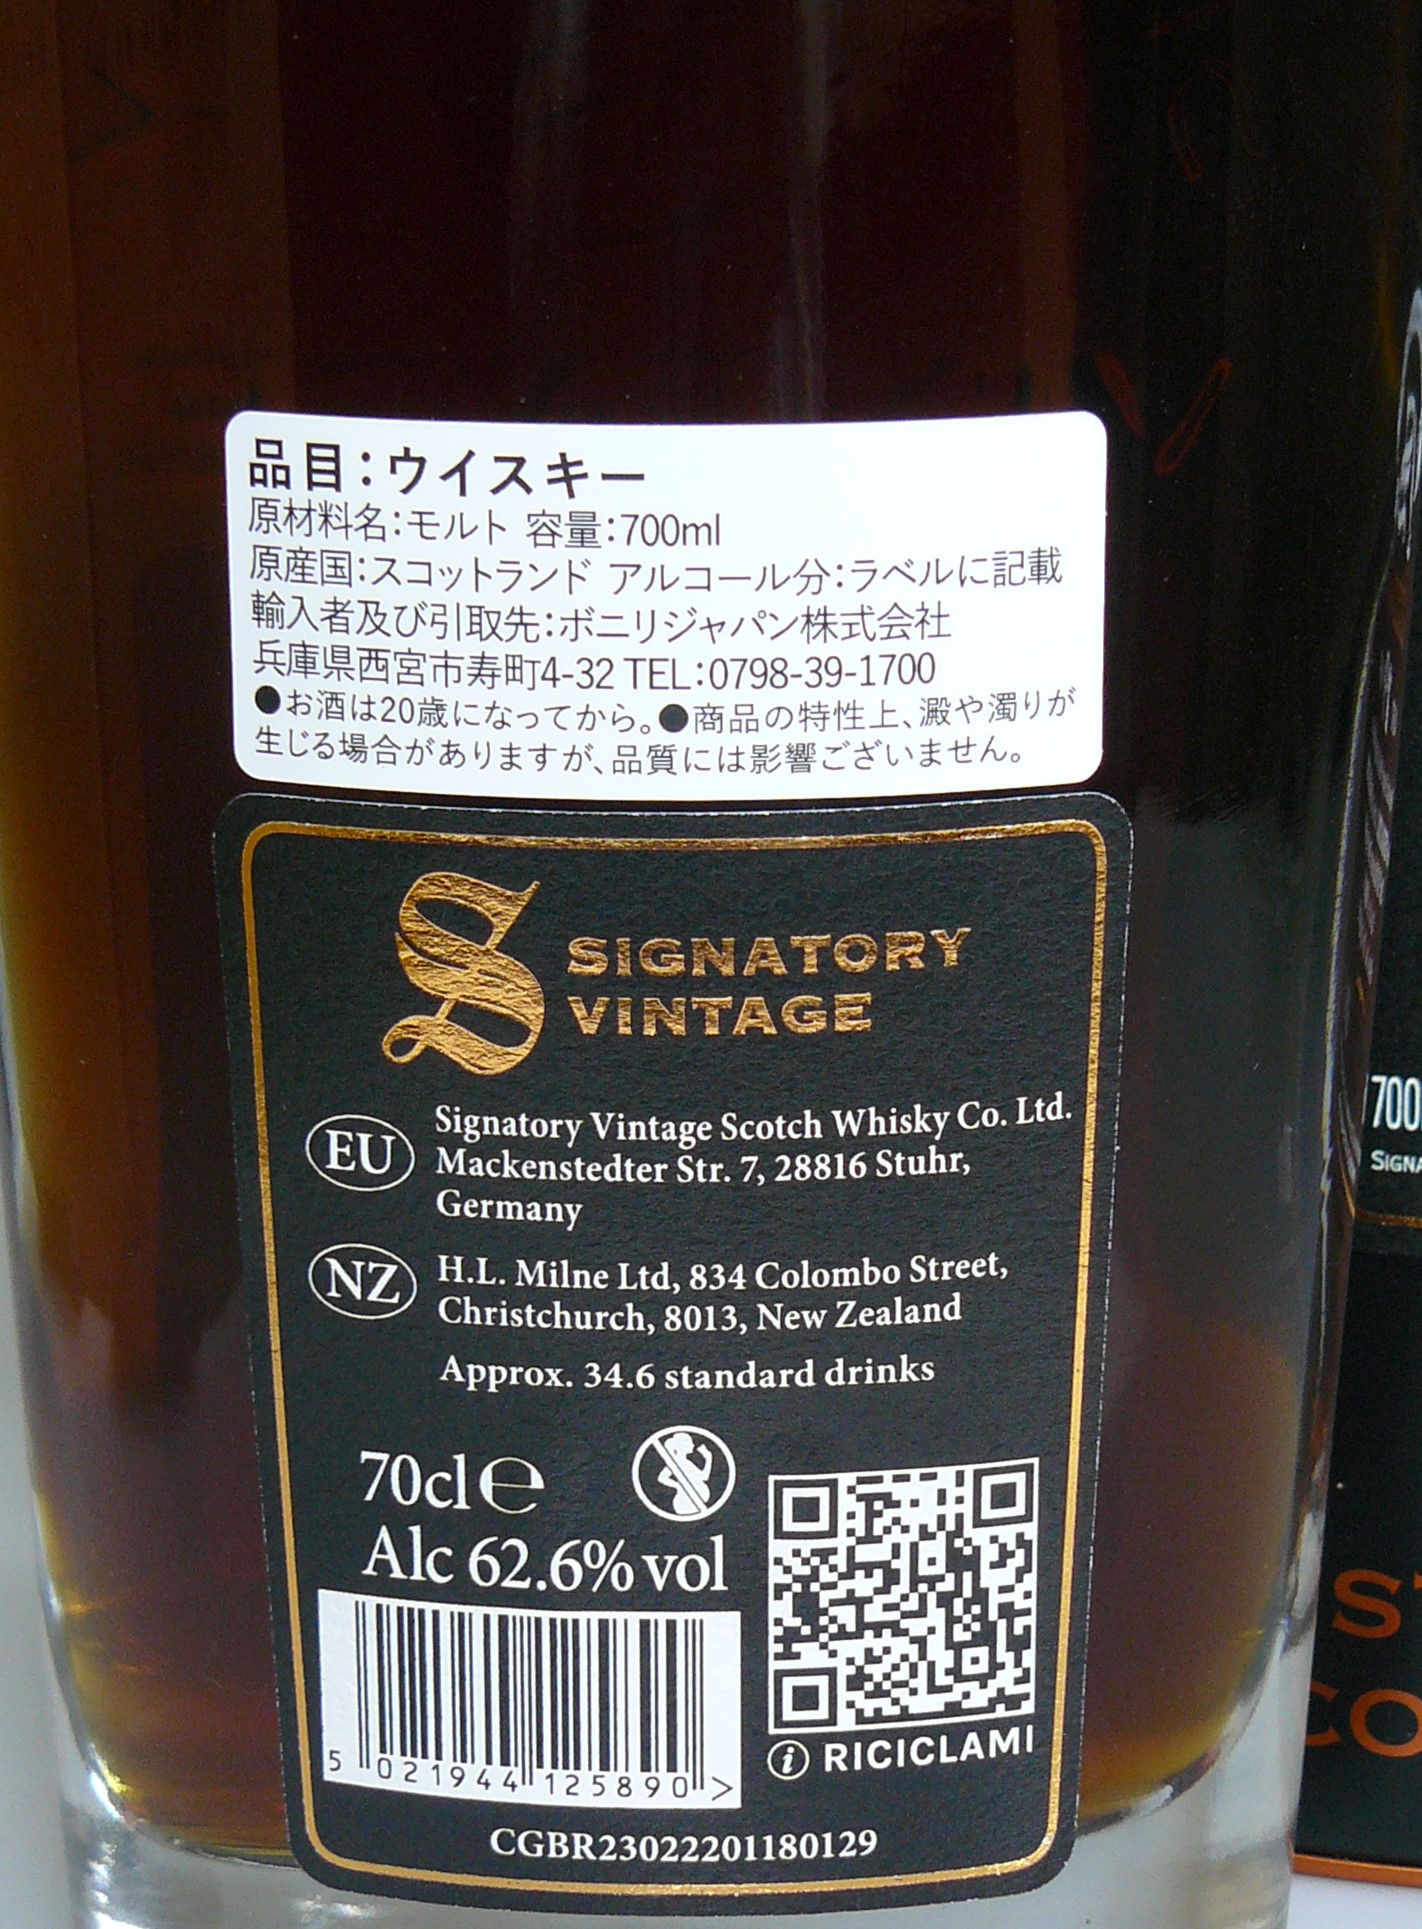 品目：ウイスキー
原材料名：モルト 容量：700ml
原産国：スコットランド アルコール分：ラベルに記載
輸入者及び引取先：ボニリジャパン株式会社
兵庫県西宮市寿町4-32 TEL：0798-39-1700
●お酒は20歳になってから。●商品の特性上、澱や濁りが
生じる場合がありますが、品質には影響ございません。
S SIGNATORY
VINTAGE
EU Signatory Vintage Scotch Whisky Co. Ltd.
Mackenstedter Str. 7, 28816 Stuhr,
Germany
NZ H.L. Milne Ltd, 834 Colombo Street,
Christchurch, 8013, New Zealand
Approx. 34.6 standard drinks
70cl e
Alc 62.6% vol
5 021944 125890 >
i RICICLAMI
CGBR23022201180129
700